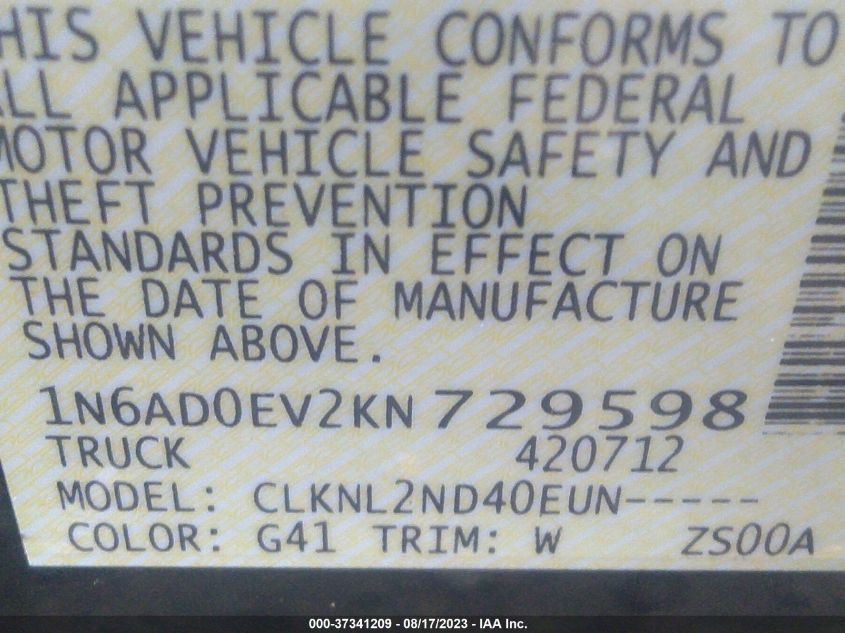 HIS VEHICLE CONFORMS TO
ALL APPLICABLE FEDERAL
MOTOR VEHICLE SAFETY AND
THEFT PREVENTION
STANDARDS IN EFFECT ON
THE DATE OF MANUFACTURE
SHOWN ABOVE.
1N6AD0EV2KN729598
TRUCK 420712
MODEL: CLKNL2ND40EUN-----
COLOR: G41 TRIM: W ZS00A
000-37341209 - 08/17/2023 - IAA Inc.